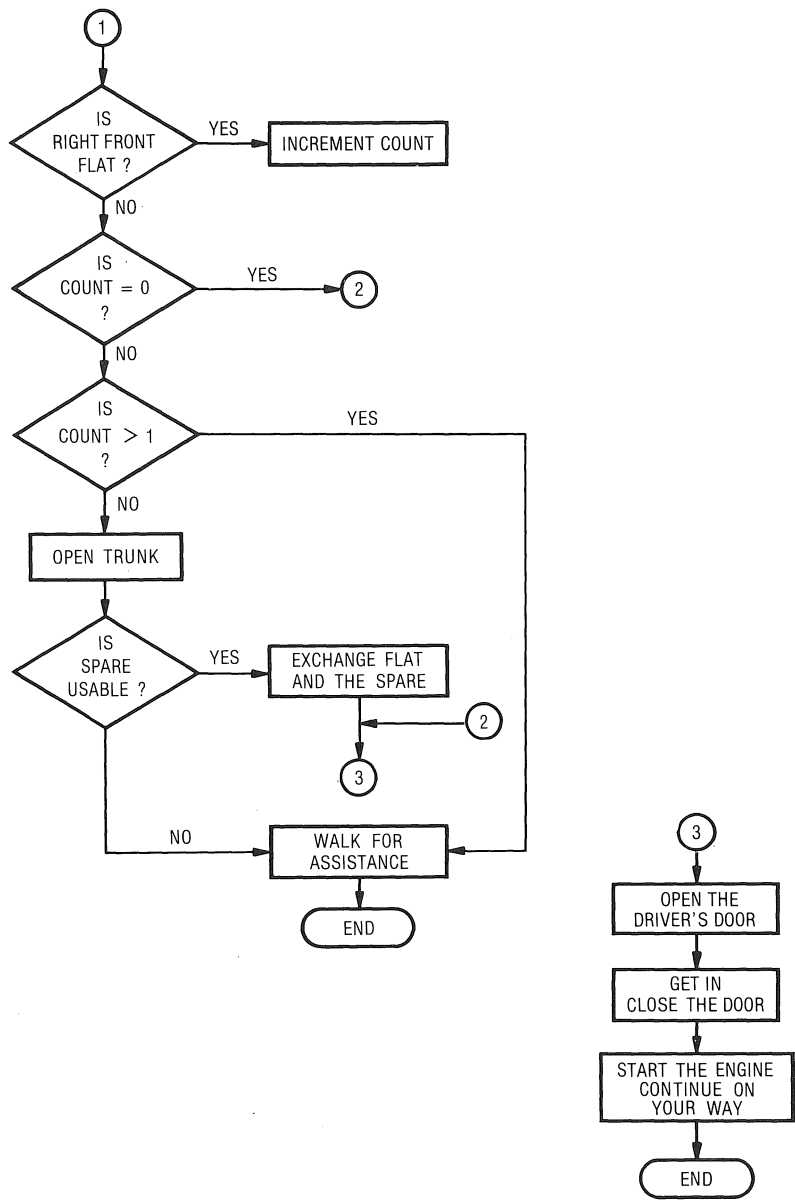 1
IS
RIGHT FRONT
FLAT ?
YES
INCREMENT COUNT
NO
IS
COUNT = 0
?
YES
2
NO
IS
COUNT > 1
?
YES
NO
OPEN TRUNK
IS
SPARE
USABLE ?
YES
EXCHANGE FLAT
AND THE SPARE
2
3
NO
WALK FOR
ASSISTANCE
END
3
OPEN THE
DRIVER'S DOOR
GET IN
CLOSE THE DOOR
START THE ENGINE
CONTINUE ON
YOUR WAY
END